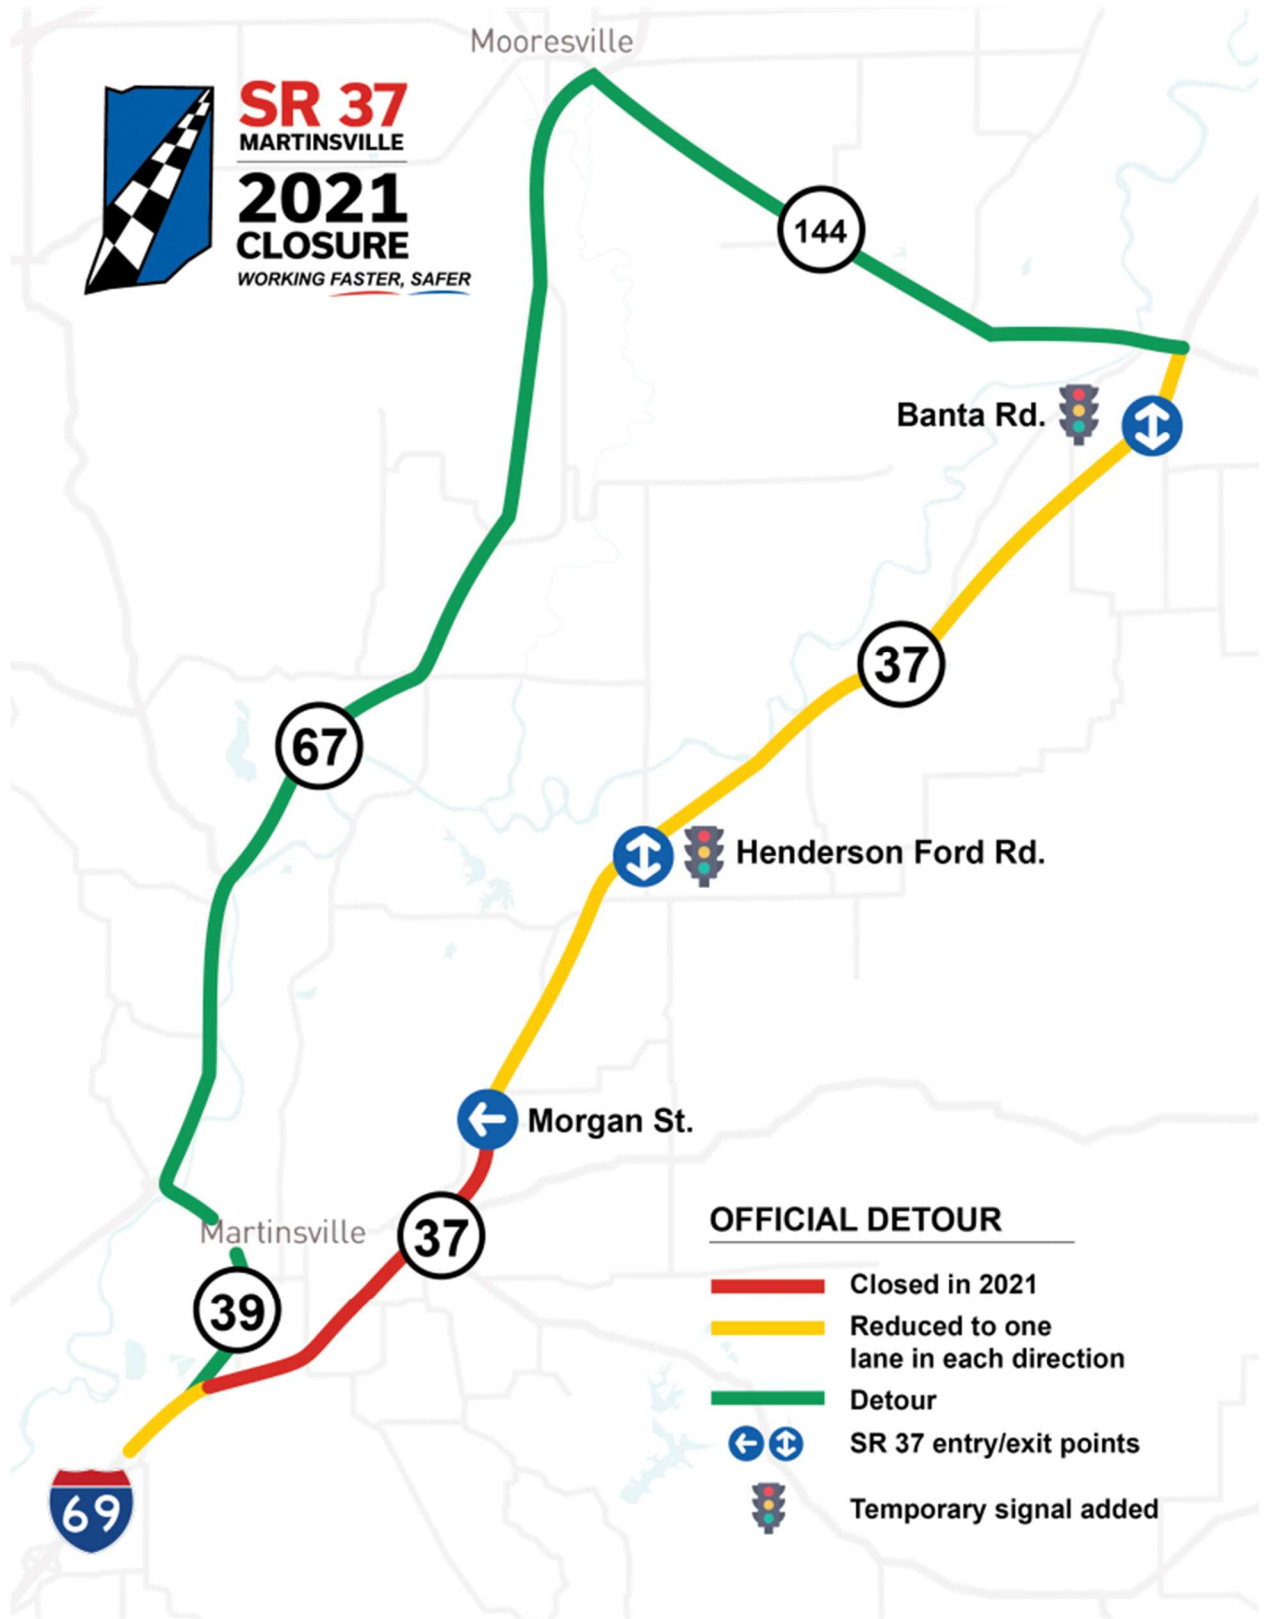 Mooresville
SR 37
MARTINSVILLE
2021
CLOSURE
WORKING FASTER, SAFER
144
Banta Rd.
37
67
Henderson Ford Rd.
Morgan St.
Martinsville
37
39
69
OFFICIAL DETOUR
Closed in 2021
Reduced to one
lane in each direction
Detour
SR 37 entry/exit points
Temporary signal added